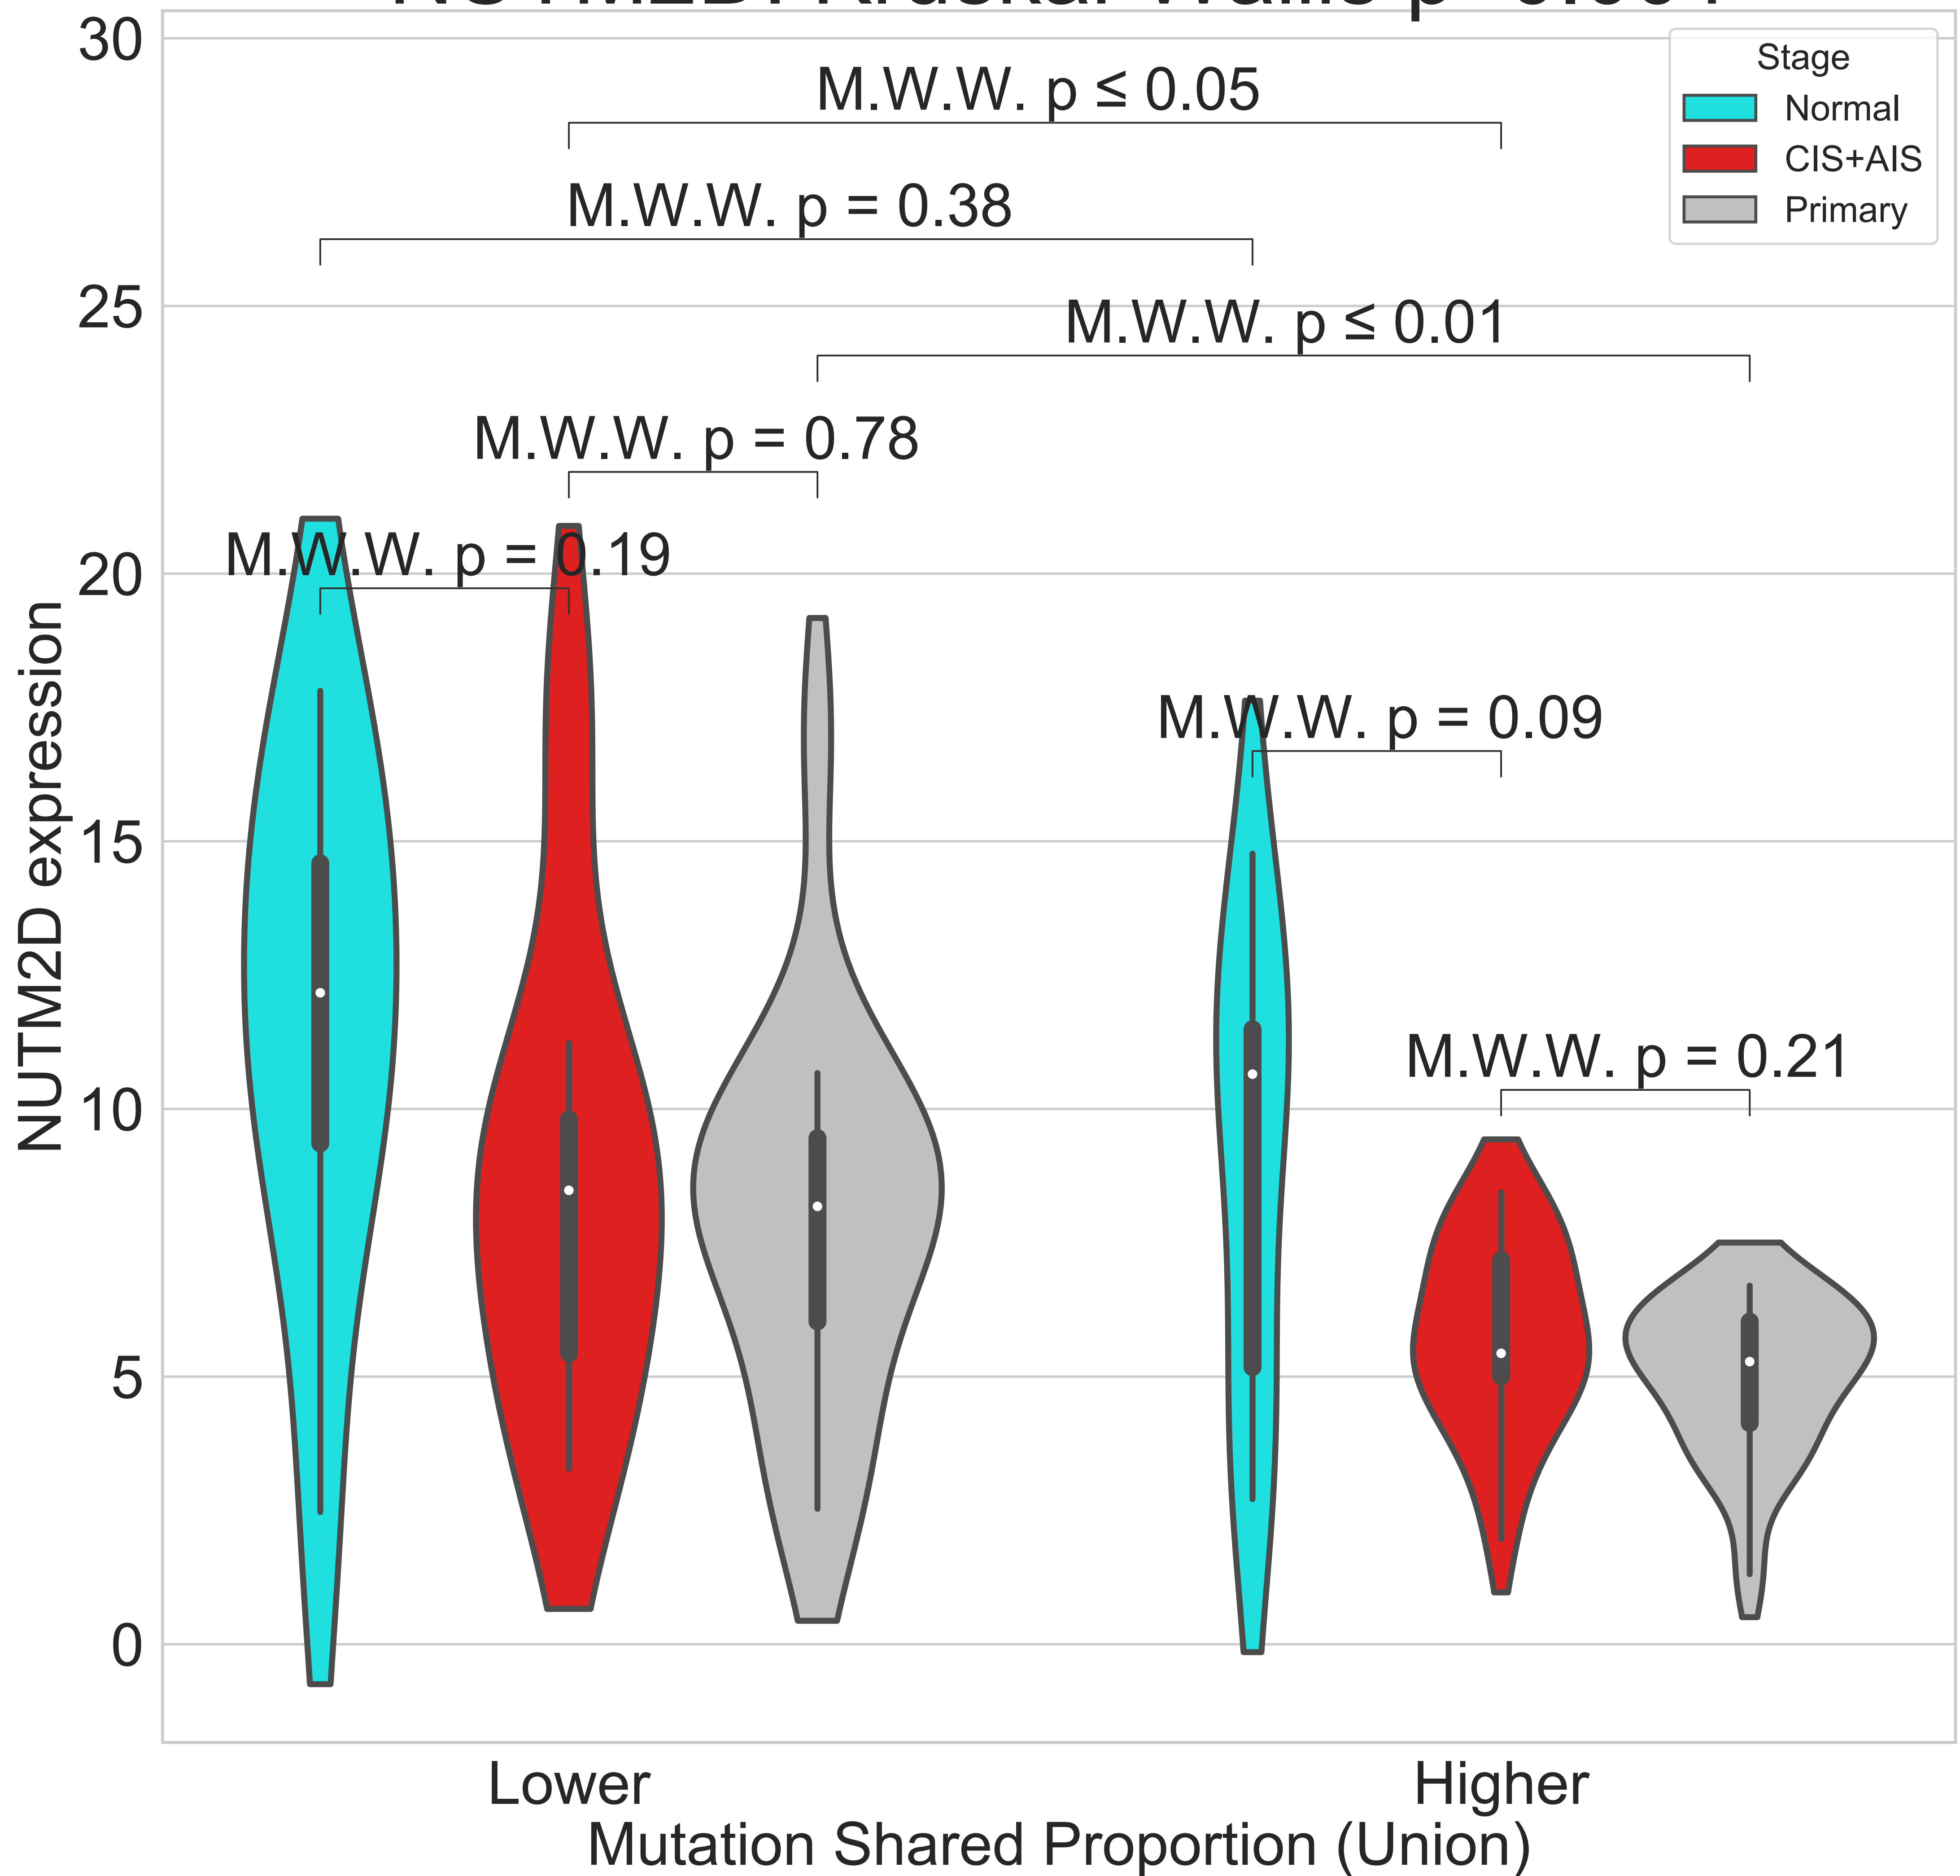 30
25
20
15
10
5
0
NUTM2D expression
Stage
Normal
CIS+AIS
Primary
M.W.W. p ≤ 0.05
M.W.W. p = 0.38
M.W.W. p ≤ 0.01
M.W.W. p = 0.78
M.W.W. p = 0.19
M.W.W. p = 0.09
M.W.W. p = 0.21
Lower
Higher
Mutation Shared Proportion (Union)